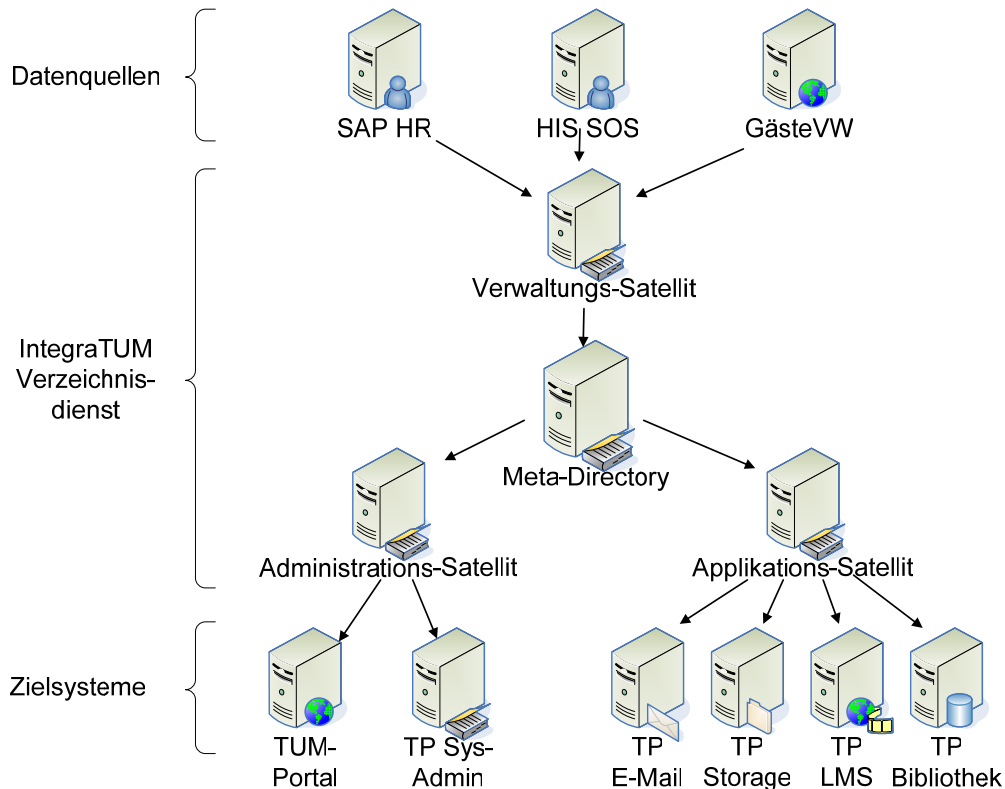 Datenquellen
SAP HR
HIS SOS
GästeVW
Verwaltungs-Satellit
IntegraTUM
Verzeichnis-
dienst
Meta-Directory
Administrations-Satellit
Applikations-Satellit
Zielsysteme
TUM-
Portal
TP Sys-
Admin
TP
E-Mail
TP
Storage
TP
LMS
TP
Bibliothek